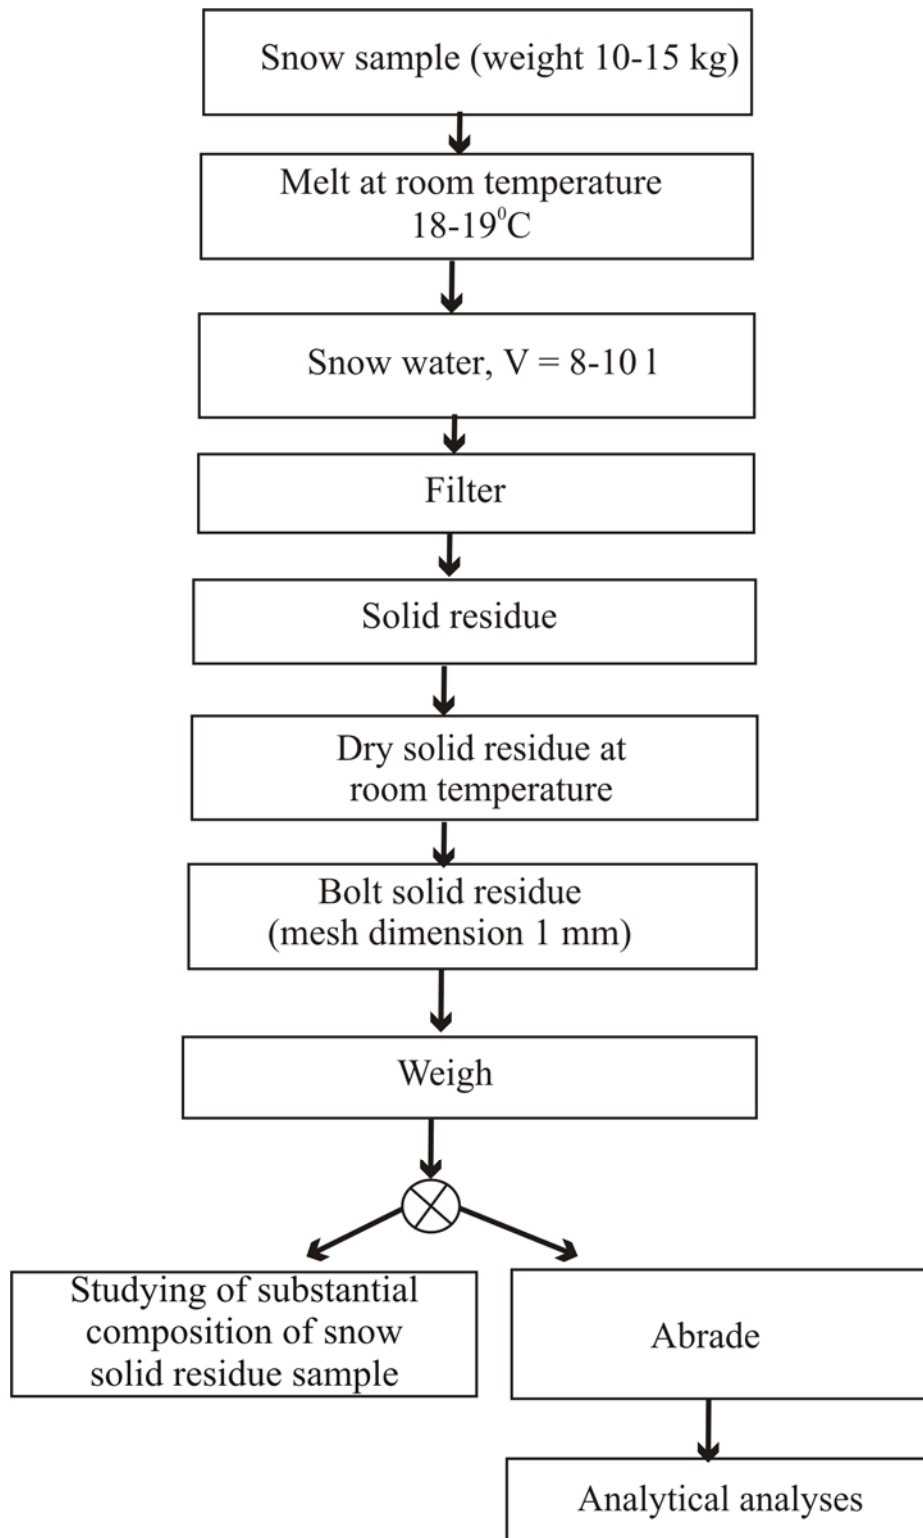 Snow sample (weight 10-15 kg)
Melt at room temperature
18-19⁰C
Snow water, V = 8-10 l
Filter
Solid residue
Dry solid residue at
room temperature
Bolt solid residue
(mesh dimension 1 mm)
Weigh
Studying of substantial
composition of snow
solid residue sample
Abrade
Analytical analyses